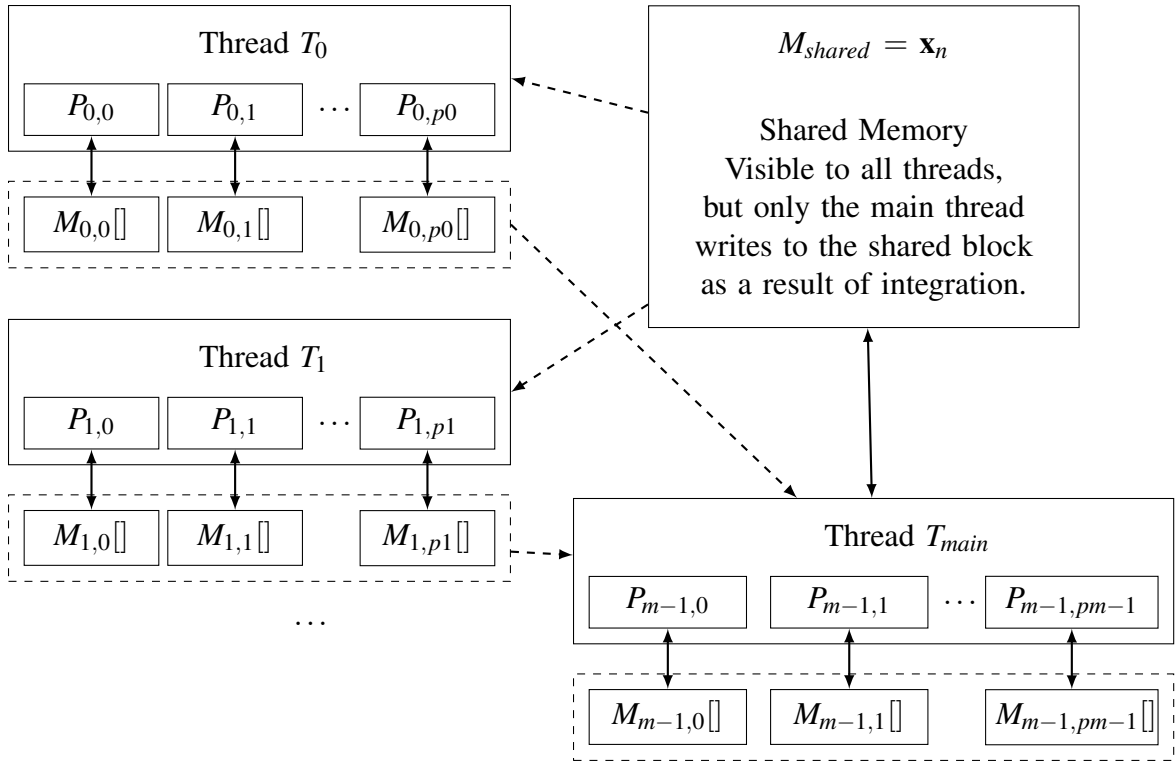 Thread T_0
P_{0,0} P_{0,1} ··· P_{0,p0}
M_{0,0}[] M_{0,1}[] M_{0,p0}[]
M_{shared} = x_n
Shared Memory
Visible to all threads,
but only the main thread
writes to the shared block
as a result of integration.
Thread T_1
P_{1,0} P_{1,1} ··· P_{1,p1}
M_{1,0}[] M_{1,1}[] M_{1,p1}[]
···
Thread T_{main}
P_{m−1,0} P_{m−1,1} ··· P_{m−1,pm−1}
M_{m−1,0}[] M_{m−1,1}[] M_{m−1,pm−1}[]